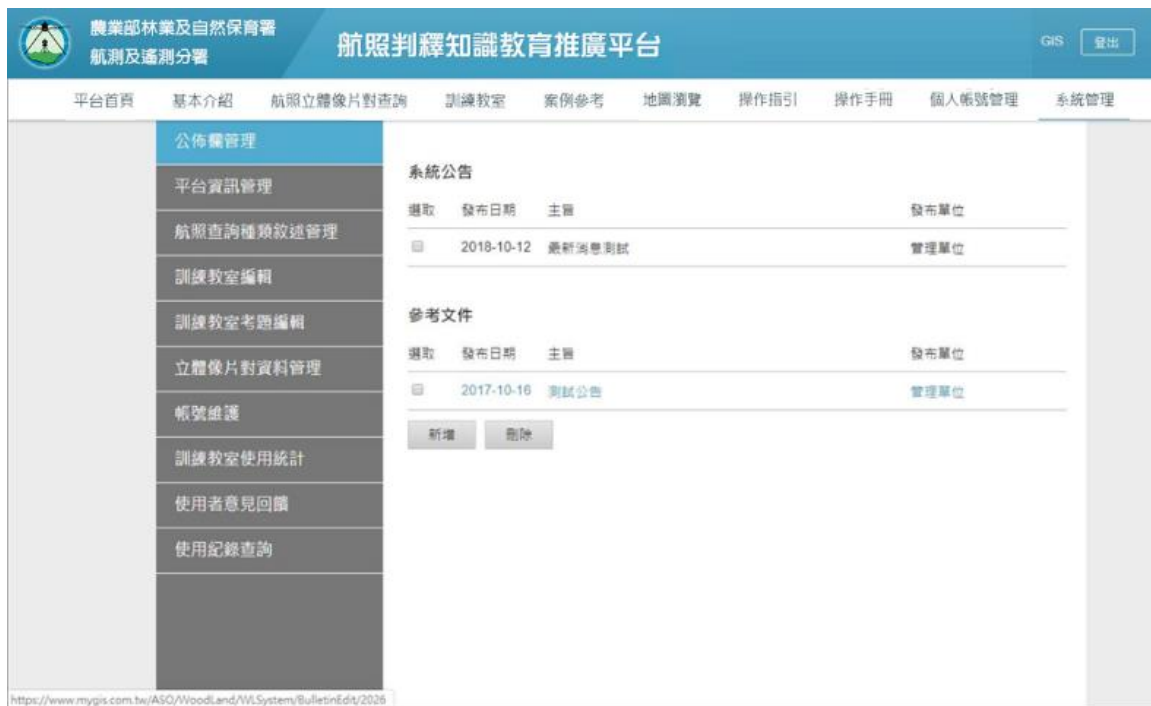 農業部林業及自然保育署
航測及遙測分署
航照判釋知識教育推廣平台
GIS 登出
平台首頁 基本介紹 航照立體像片對查詢 訓練教室 案例參考 地圖瀏覽 操作指引 操作手冊 個人帳號管理 系統管理
公佈欄管理
平台資訊管理
航照查詢種類敘述管理
訓練教室編輯
訓練教室考題編輯
立體像片對資料管理
帳號維護
訓練教室使用統計
使用者意見回饋
使用紀錄查詢
系統公告
選取 發布日期 主旨 發布單位
2018-10-12 最新消息測試 管理單位
參考文件
選取 發布日期 主旨 發布單位
2017-10-16 測試公告 管理單位
新增 刪除
https://www.mygis.com.tw/ASO/WoodLand/WLSystem/BulletinEdit/2026